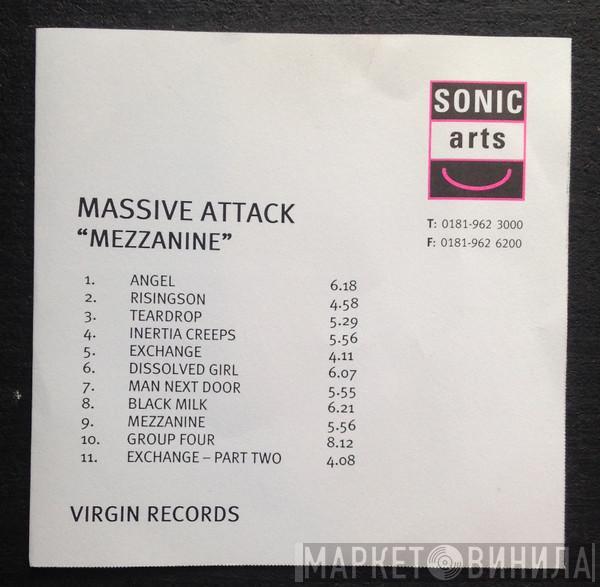 SONIC
arts
T: 0181-962 3000
F: 0181-962 6200
MASSIVE ATTACK
“MEZZANINE”
1. ANGEL 6.18
2. RISINGSON 4.58
3. TEARDROP 5.29
4. INERTIA CREEPS 5.56
5. EXCHANGE 4.11
6. DISSOLVED GIRL 6.07
7. MAN NEXT DOOR 5.55
8. BLACK MILK 6.21
9. MEZZANINE 5.56
10. GROUP FOUR 8.12
11. EXCHANGE – PART TWO 4.08
VIRGIN RECORDS
МАРКЕТ ВИНИЛА